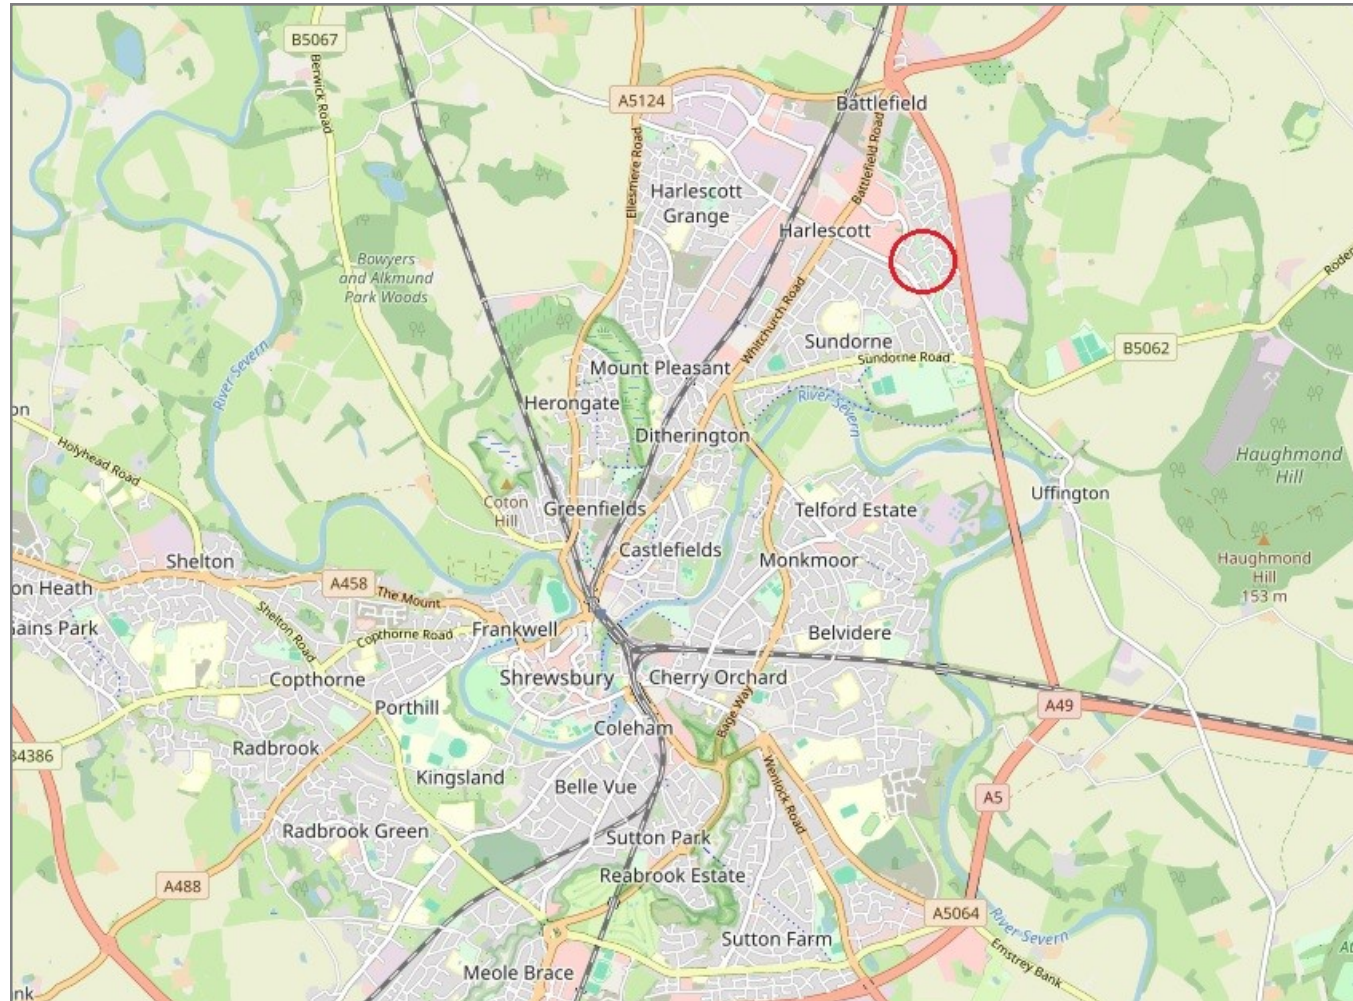 B5067
Berwick Road
A5124
Battlefield
Battlefield Road
Ellesmere Road
Harlescott
Grange
Harlescott
Bowyers
and Alkmund
Park Woods
Roden
Whitchurch Road
River Severn
Sundorne
B5062
Sundorne Road
Mount Pleasant
River Severn
Herongate
on
Ditherington
Holyhead Road
Haughmond
Hill
Uffington
Coton
Hill
Greenfields
Telford Estate
Castlefields
Monkmoor
Shelton
Haughmond
Hill
153 m
on Heath
A458
The Mount
Shelton Road
ains Park
Copthorne Road
Frankwell
Belvidere
Copthorne
Shrewsbury
Cherry Orchard
Porthill
A49
Bage Way
Coleham
Radbrook
34386
Kingsland
Belle Vue
Wenlock Road
A5
Radbrook Green
Sutton Park
A488
Reabrook Estate
A5064
River Severn
Sutton Farm
Emstrey Bank
Meole Brace
nk